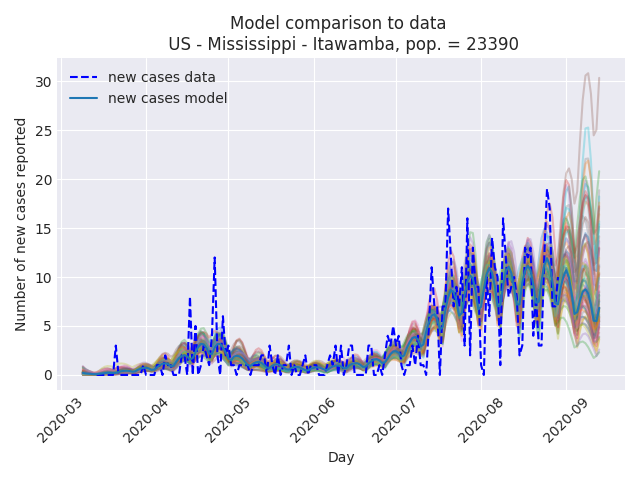 Model comparison to data
US - Mississippi - Itawamba, pop. = 23390
new cases data
new cases model
Number of new cases reported
30
25
20
15
10
5
0
2020-03
2020-04
2020-05
2020-06
2020-07
2020-08
2020-09
Day